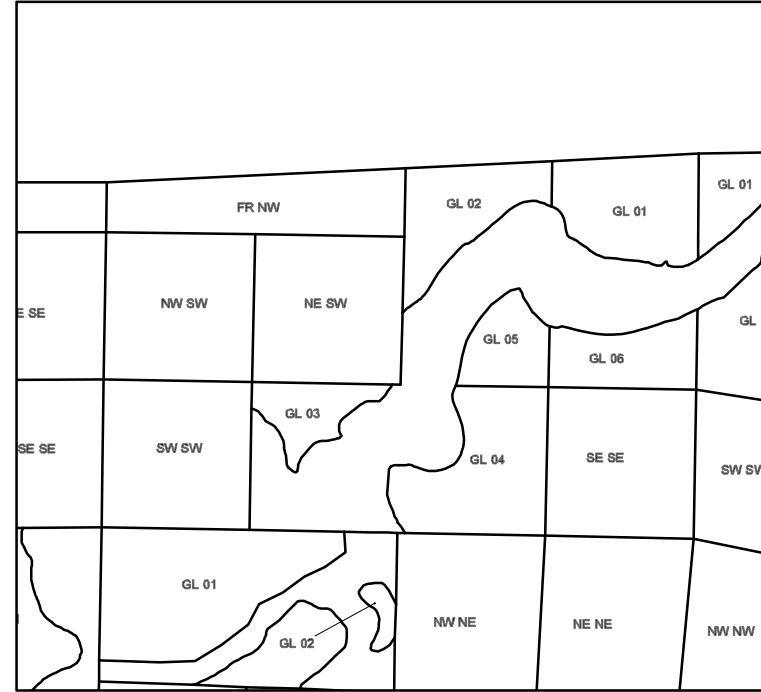 GL 01
GL 02
GL 01
FR NW
NW SW
NE SW
E SE
GL
GL 05
GL 06
GL 03
SE SE
SW SW
GL 04
SE SE
SW SW
GL 01
NW NE
NE NE
NW NW
GL 02